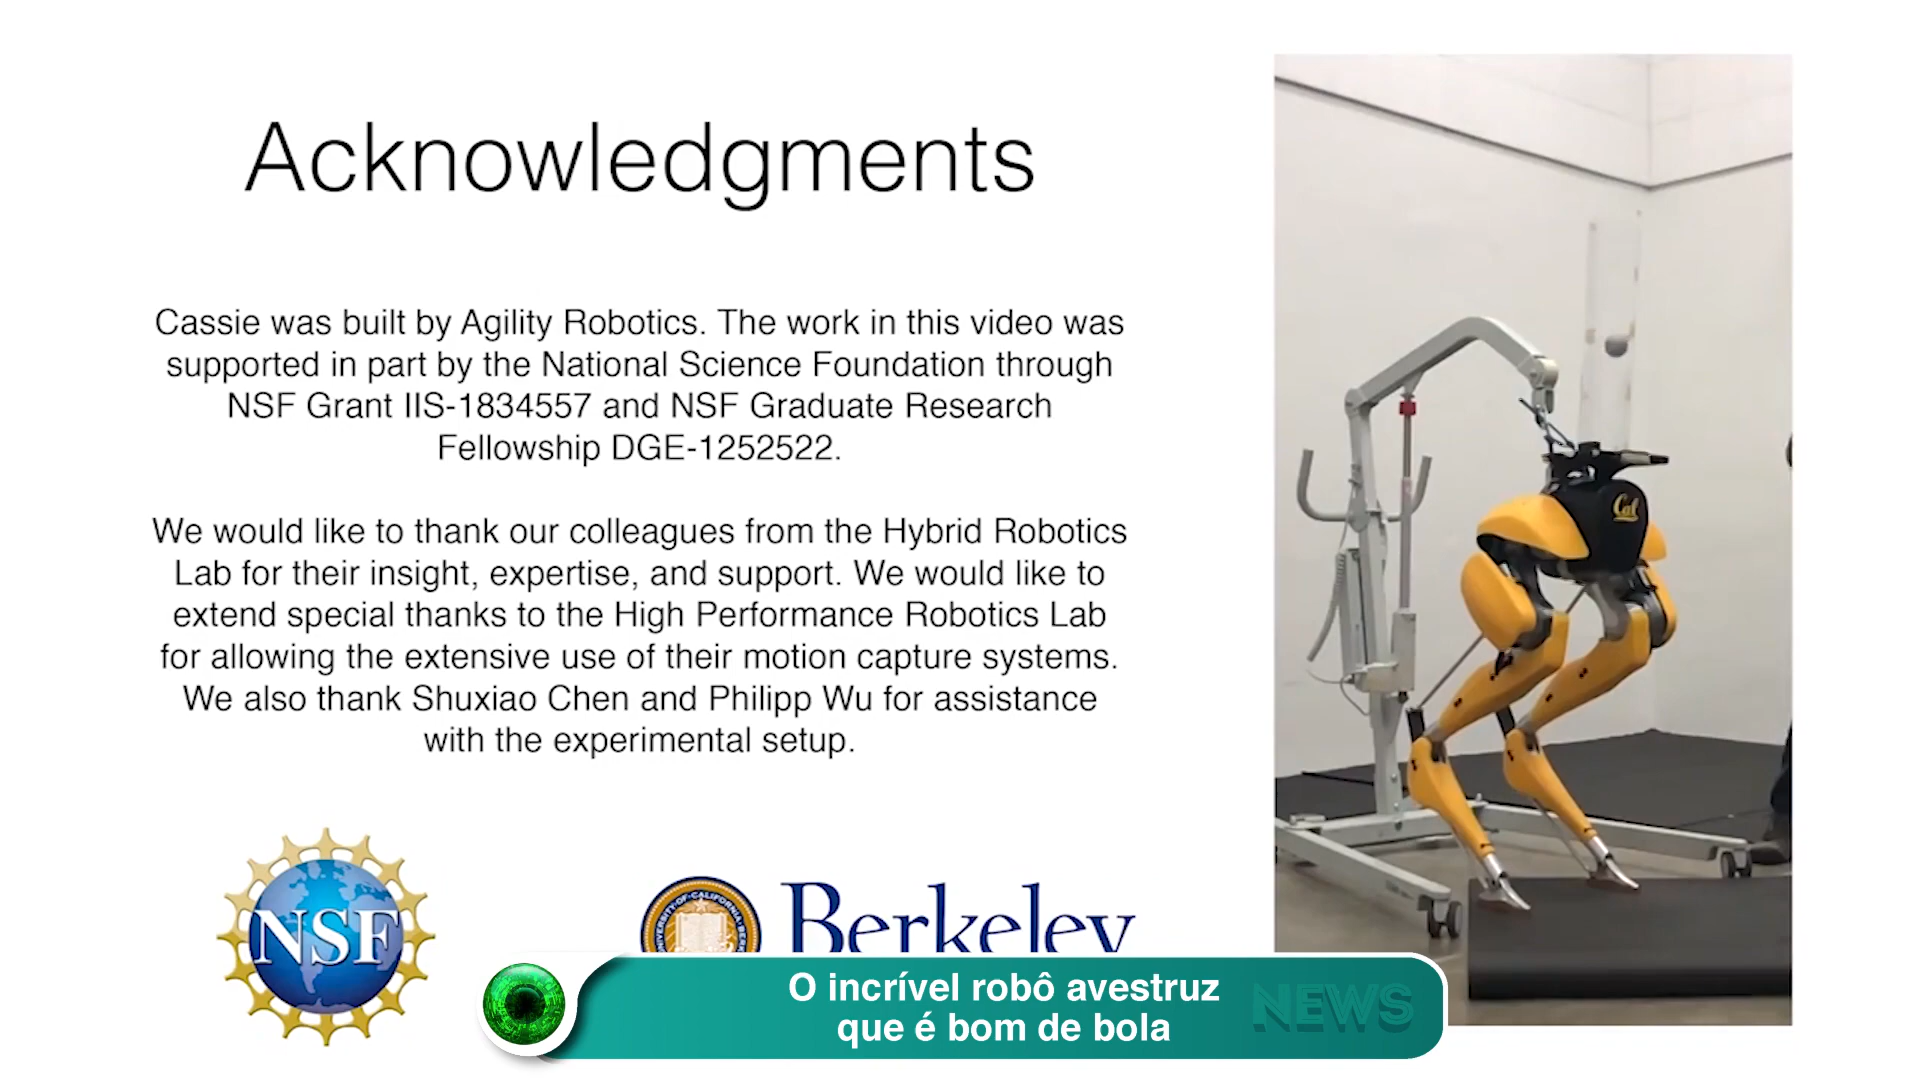 Acknowledgments
Cassie was built by Agility Robotics. The work in this video was
supported in part by the National Science Foundation through
NSF Grant IIS-1834557 and NSF Graduate Research
Fellowship DGE-1252522.
We would like to thank our colleagues from the Hybrid Robotics
Lab for their insight, expertise, and support. We would like to
extend special thanks to the High Performance Robotics Lab
for allowing the extensive use of their motion capture systems.
We also thank Shuxiao Chen and Philipp Wu for assistance
with the experimental setup.
Cal
NSF
UNIVERSITY·OF·CALIFORNIA·
Berkeley
O incrível robô avestruz
que é bom de bola
NEWS